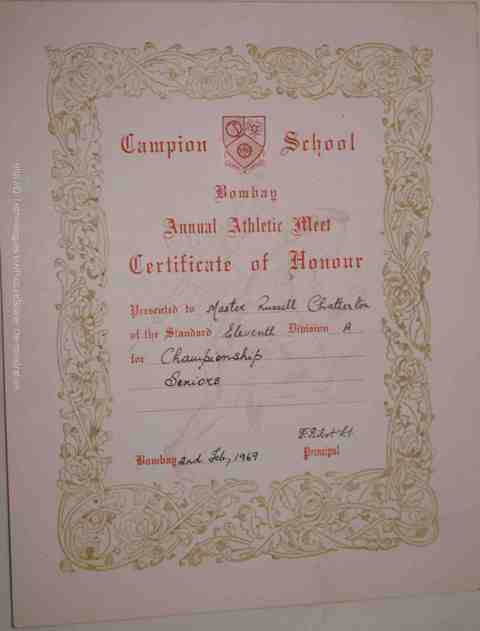 Campion School
Bombay
Annual Athletic Meet
Certificate of Honour
Presented to Master Russell Chatterton
of the Standard Eleventh Division A
for Championship
Seniors
Bombay 2nd Feb, 1969
Principal